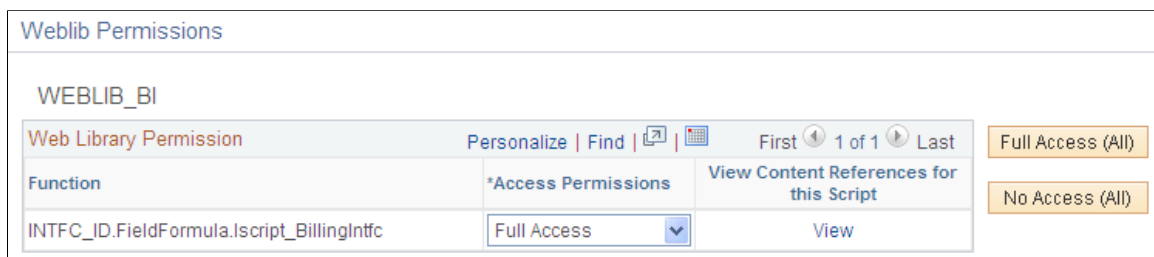 Weblib Permissions
WEBLIB_BI
Web Library Permission Personalize | Find | | First 1 of 1 Last
Full Access (All)
Function *Access Permissions View Content References for this Script
No Access (All)
INTFC_ID.FieldFormula.Iscript_BillingIntfc Full Access View